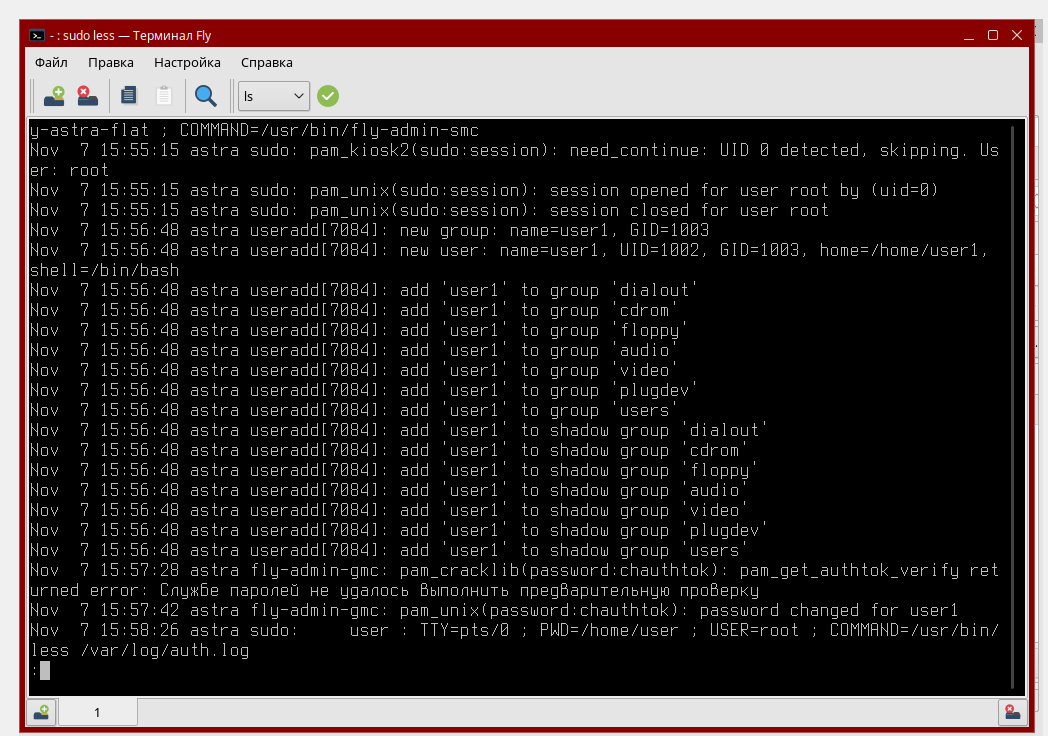 - : sudo less — Терминал Fly
Файл Правка Настройка Справка
ls
y-astra-flat ; COMMAND=/usr/bin/fly-admin-smc
Nov  7 15:55:15 astra sudo: pam_kiosk2(sudo:session): need_continue: UID 0 detected, skipping. Us
er: root
Nov  7 15:55:15 astra sudo: pam_unix(sudo:session): session opened for user root by (uid=0)
Nov  7 15:55:15 astra sudo: pam_unix(sudo:session): session closed for user root
Nov  7 15:56:48 astra useradd[7084]: new group: name=user1, GID=1003
Nov  7 15:56:48 astra useradd[7084]: new user: name=user1, UID=1002, GID=1003, home=/home/user1,
shell=/bin/bash
Nov  7 15:56:48 astra useradd[7084]: add 'user1' to group 'dialout'
Nov  7 15:56:48 astra useradd[7084]: add 'user1' to group 'cdrom'
Nov  7 15:56:48 astra useradd[7084]: add 'user1' to group 'floppy'
Nov  7 15:56:48 astra useradd[7084]: add 'user1' to group 'audio'
Nov  7 15:56:48 astra useradd[7084]: add 'user1' to group 'video'
Nov  7 15:56:48 astra useradd[7084]: add 'user1' to group 'plugdev'
Nov  7 15:56:48 astra useradd[7084]: add 'user1' to group 'users'
Nov  7 15:56:48 astra useradd[7084]: add 'user1' to shadow group 'dialout'
Nov  7 15:56:48 astra useradd[7084]: add 'user1' to shadow group 'cdrom'
Nov  7 15:56:48 astra useradd[7084]: add 'user1' to shadow group 'floppy'
Nov  7 15:56:48 astra useradd[7084]: add 'user1' to shadow group 'audio'
Nov  7 15:56:48 astra useradd[7084]: add 'user1' to shadow group 'video'
Nov  7 15:56:48 astra useradd[7084]: add 'user1' to shadow group 'plugdev'
Nov  7 15:56:48 astra useradd[7084]: add 'user1' to shadow group 'users'
Nov  7 15:57:28 astra fly-admin-gmc: pam_cracklib(password:chauthtok): pam_get_authtok_verify ret
urned error: Службе паролей не удалось выполнить предварительную проверку
Nov  7 15:57:42 astra fly-admin-gmc: pam_unix(password:chauthtok): password changed for user1
Nov  7 15:58:26 astra sudo:     user : TTY=pts/0 ; PWD=/home/user ; USER=root ; COMMAND=/usr/bin/
less /var/log/auth.log
:
1